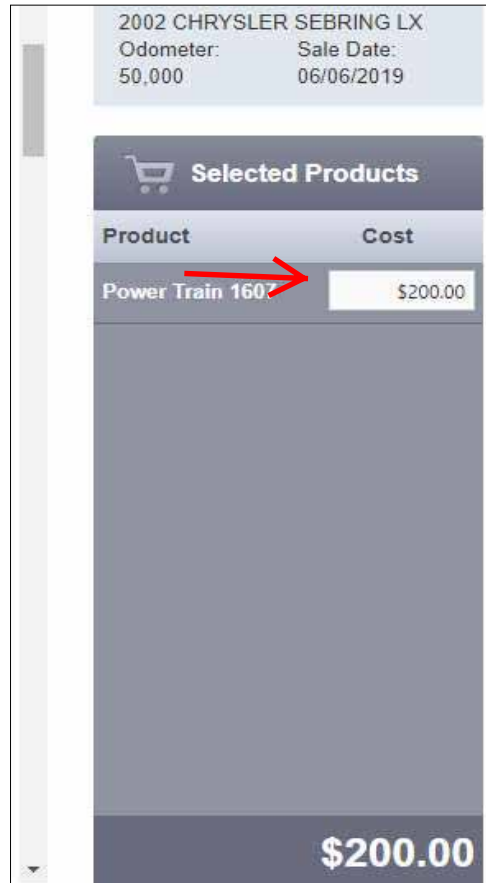 2002 CHRYSLER SEBRING LX
Odometer: Sale Date:
50,000 06/06/2019
Selected Products
Product Cost
Power Train 1607 $200.00
$200.00